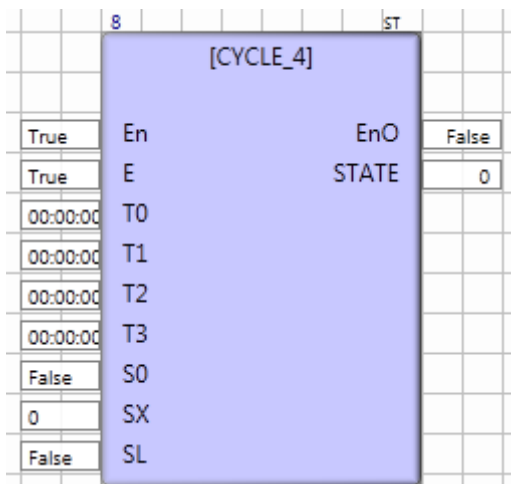 8 ST
[CYCLE_4]
True En EnO False
True E STATE 0
00:00:00 T0
00:00:00 T1
00:00:00 T2
00:00:00 T3
False S0
0 SX
False SL